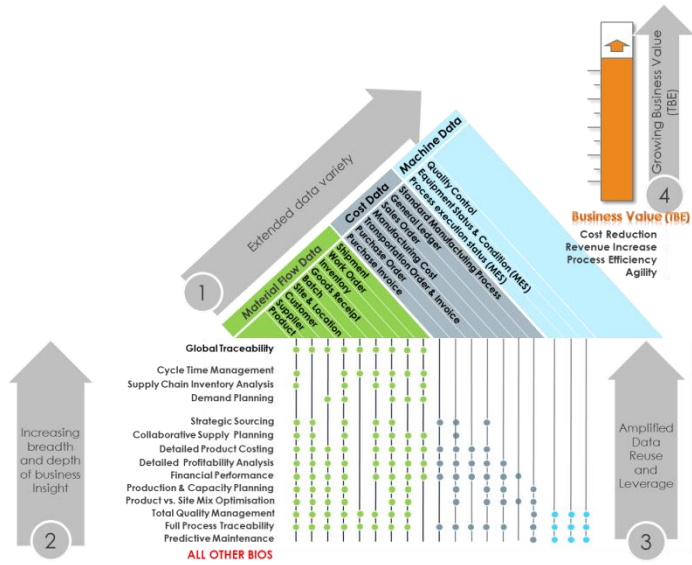 Growing Business Value
(TBE)
4
Business Value (TBE)
Cost Reduction
Revenue Increase
Process Efficiency
Agility
Extended data variety
1
Machine Data
Quality Control
Equipment Status & Condition (MES)
Process execution status (MES)
Cost Data
Standard Manufacturing Process
General Ledger
Sales Order
Manufacturing Cost
Transportation Order & Invoice
Purchase Order
Purchase Invoice
Material Flow Data
Shipment
Work Order
Inventory
Goods Receipt
Batch
Site & Location
Customer
Supplier
Product
Global Traceability
Cycle Time Management
Supply Chain Inventory Analysis
Demand Planning
Strategic Sourcing
Collaborative Supply Planning
Detailed Product Costing
Detailed Profitability Analysis
Financial Performance
Production & Capacity Planning
Product vs. Site Mix Optimisation
Total Quality Management
Full Process Traceability
Predictive Maintenance
ALL OTHER BIOS
Increasing
breadth
and depth
of business
Insight
2
Amplified
Data
Reuse
and
Leverage
3